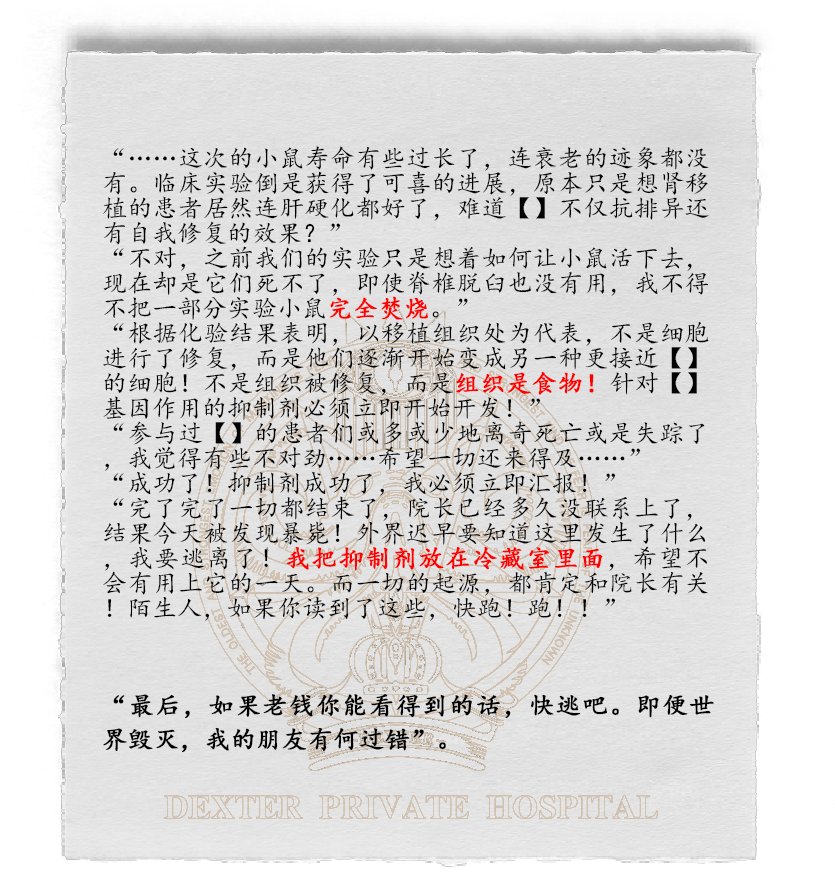 “……这次的小鼠寿命有些过长了，连衰老的迹象都没
有。临床实验倒是获得了可喜的进展，原本只是想肾移
植的患者居然连肝硬化都好了，难道【】不仅抗排异还
有自我修复的效果？”
“不对，之前我们的实验只是想着如何让小鼠活下去，
现在却是它们死不了，即使脊椎脱臼也没有用，我不得
不把一部分实验小鼠完全焚烧。”
“根据化验结果表明，以移植组织处为代表，不是细胞
进行了修复，而是他们逐渐开始变成另一种更接近【】
的细胞！不是组织被修复，而是组织是食物！针对【】
基因作用的抑制剂必须立即开始开发！”
“参与过【】的患者们或多或少地离奇死亡或是失踪了
，我觉得有些不对劲……希望一切还来得及……”
“成功了！抑制剂成功了，我必须立即汇报！”
“完了完了一切都结束了，院长已经多久没联系上了，
结果今天被发现暴毙！外界迟早要知道这里发生了什么
，我要逃离了！我把抑制剂放在冷藏室里面，希望不
会有用上它的一天。而一切的起源，都肯定和院长有关
！陌生人，如果你读到了这些，快跑！跑！！”
“最后，如果老钱你能看得到的话，快逃吧。即便世
界毁灭，我的朋友有何过错”。
THE OLDEST
UNKNOWN
DEXTER PRIVATE HOSPITAL